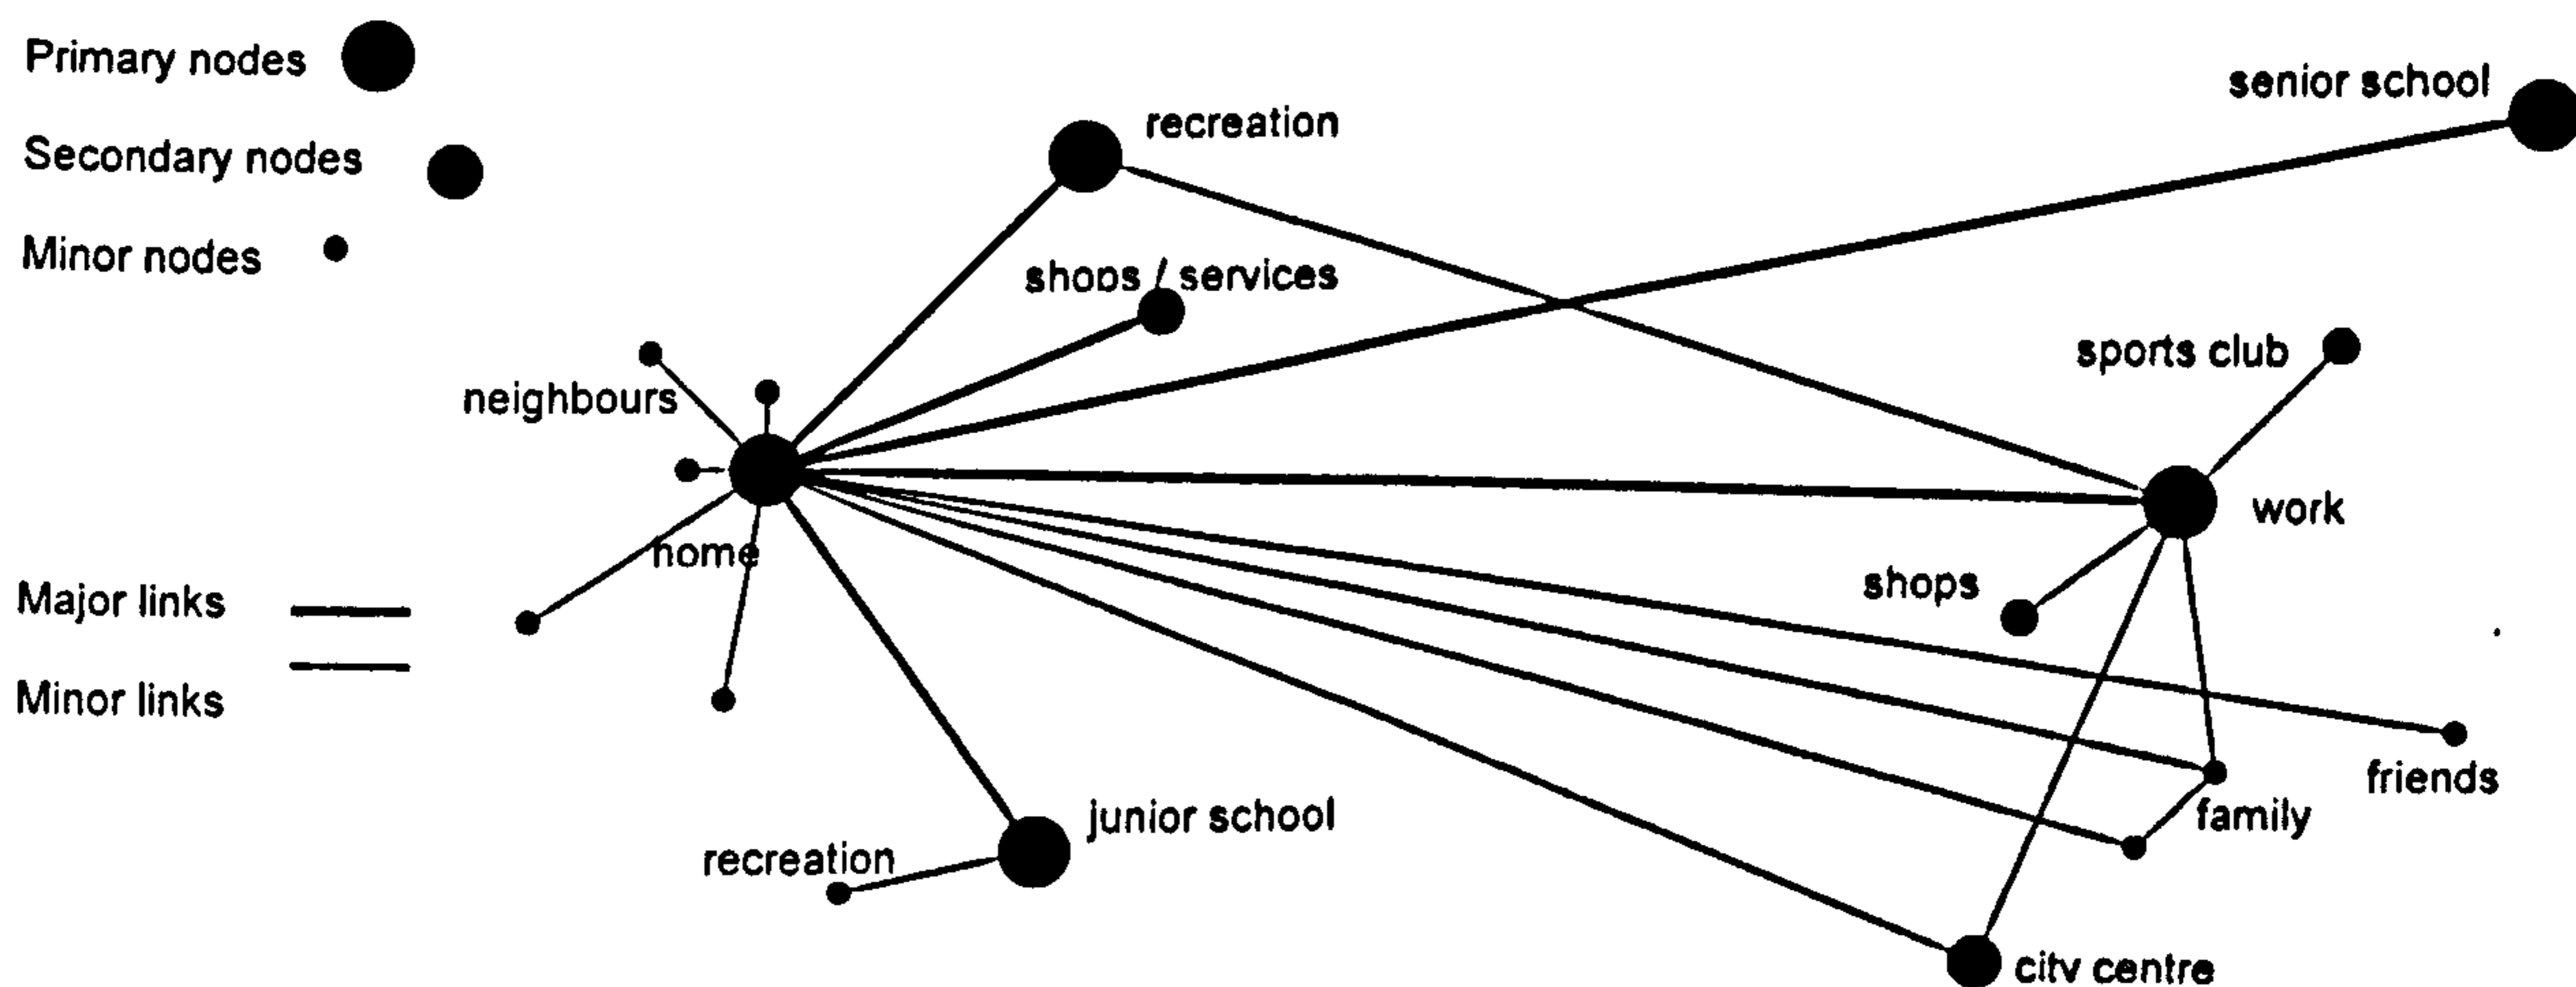 Primary nodes
senior school
recreation
Secondary nodes
Minor nodes
shops / services
sports club
neighbours
work
home
shops
Major links
Minor links
friends
family
junior school
recreation
city centre